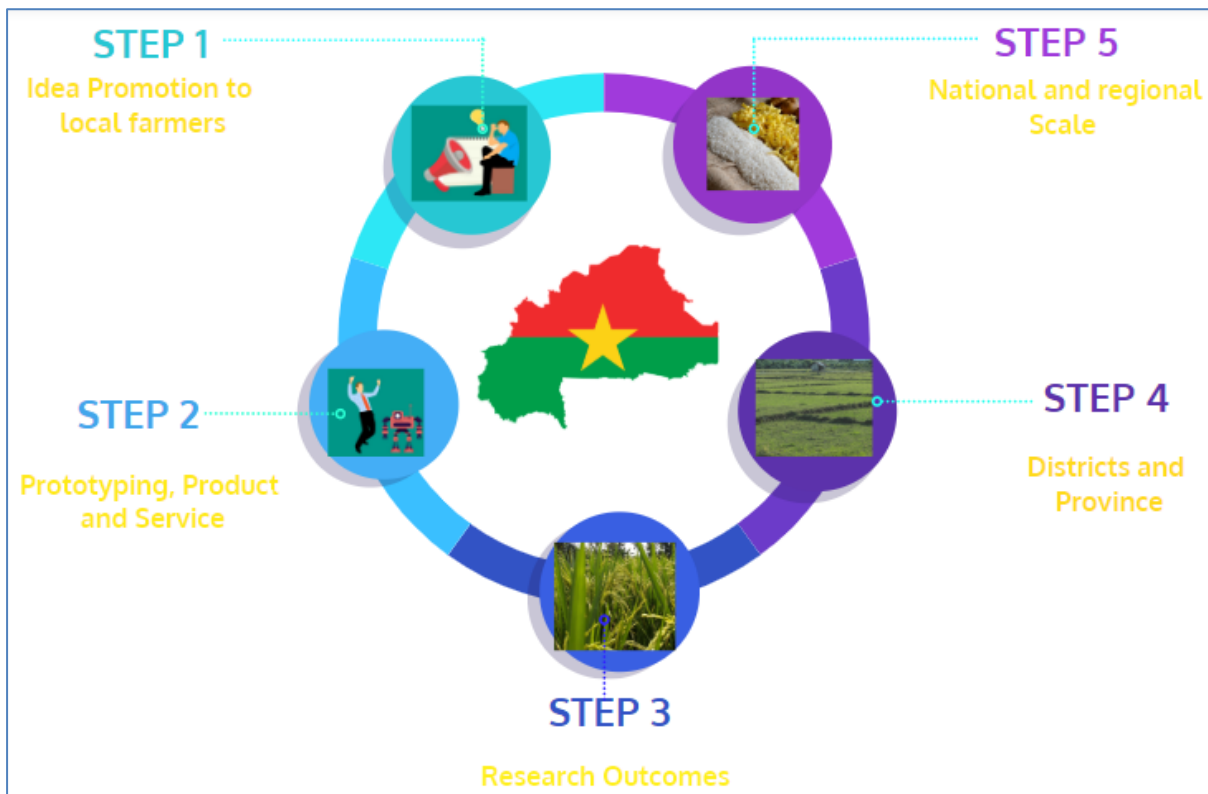 STEP 1
Idea Promotion to
local farmers
STEP 2
Prototyping, Product
and Service
STEP 3
Research Outcomes
STEP 4
Districts and
Province
STEP 5
National and regional
Scale